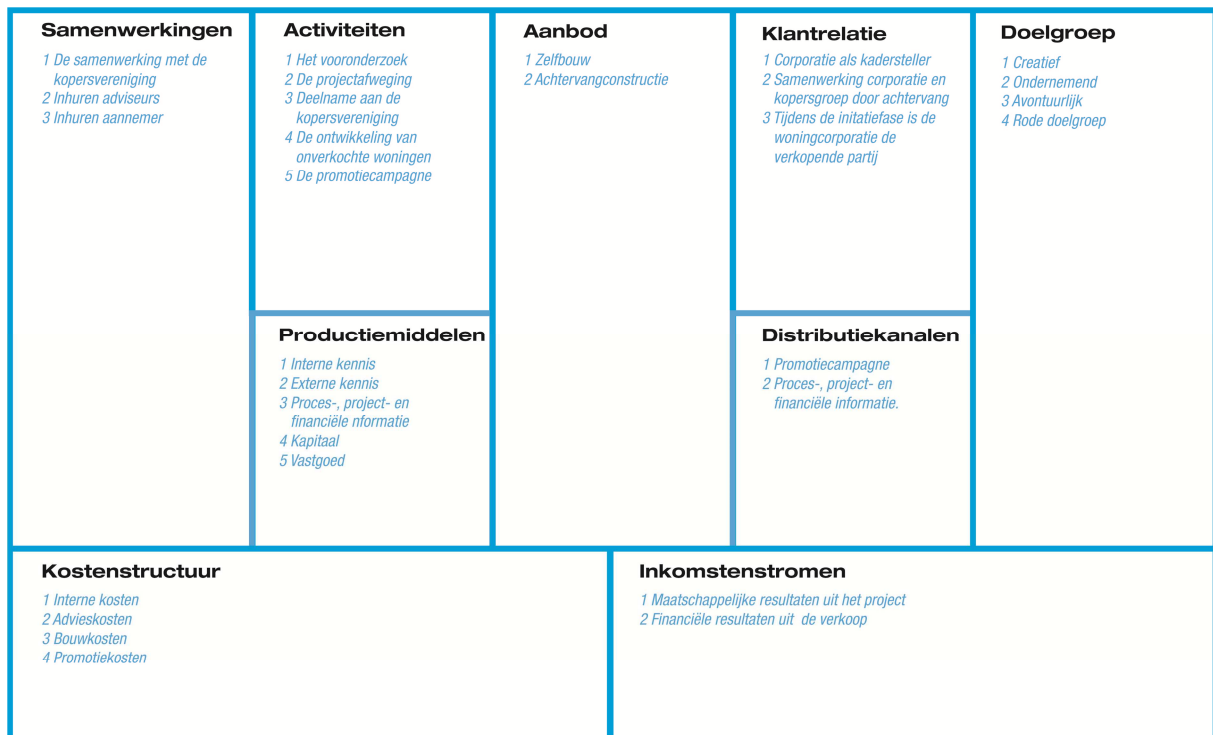 Samenwerkingen
1 De samenwerking met de
kopersvereniging
2 Inhuren adviseurs
3 Inhuren aannemer
Activiteiten
1 Het vooronderzoek
2 De projectafweging
3 Deelname aan de
kopersvereniging
4 De ontwikkeling van
onverkochte woningen
5 De promotiecampagne
Productiemiddelen
1 Interne kennis
2 Externe kennis
3 Proces-, project- en
financiële nformatie
4 Kapitaal
5 Vastgoed
Aanbod
1 Zelfbouw
2 Achtervangconstructie
Klantrelatie
1 Corporatie als kadersteller
2 Samenwerking corporatie en
kopersgroep door achtervang
3 Tijdens de initatiefase is de
woningcorporatie de
verkopende partij
Distributiekanalen
1 Promotiecampagne
2 Proces-, project- en
financiële informatie.
Doelgroep
1 Creatief
2 Ondernemend
3 Avontuurlijk
4 Rode doelgroep
Kostenstructuur
1 Interne kosten
2 Advieskosten
3 Bouwkosten
4 Promotiekosten
Inkomstenstromen
1 Maatschappelijke resultaten uit het project
2 Financiële resultaten uit de verkoop